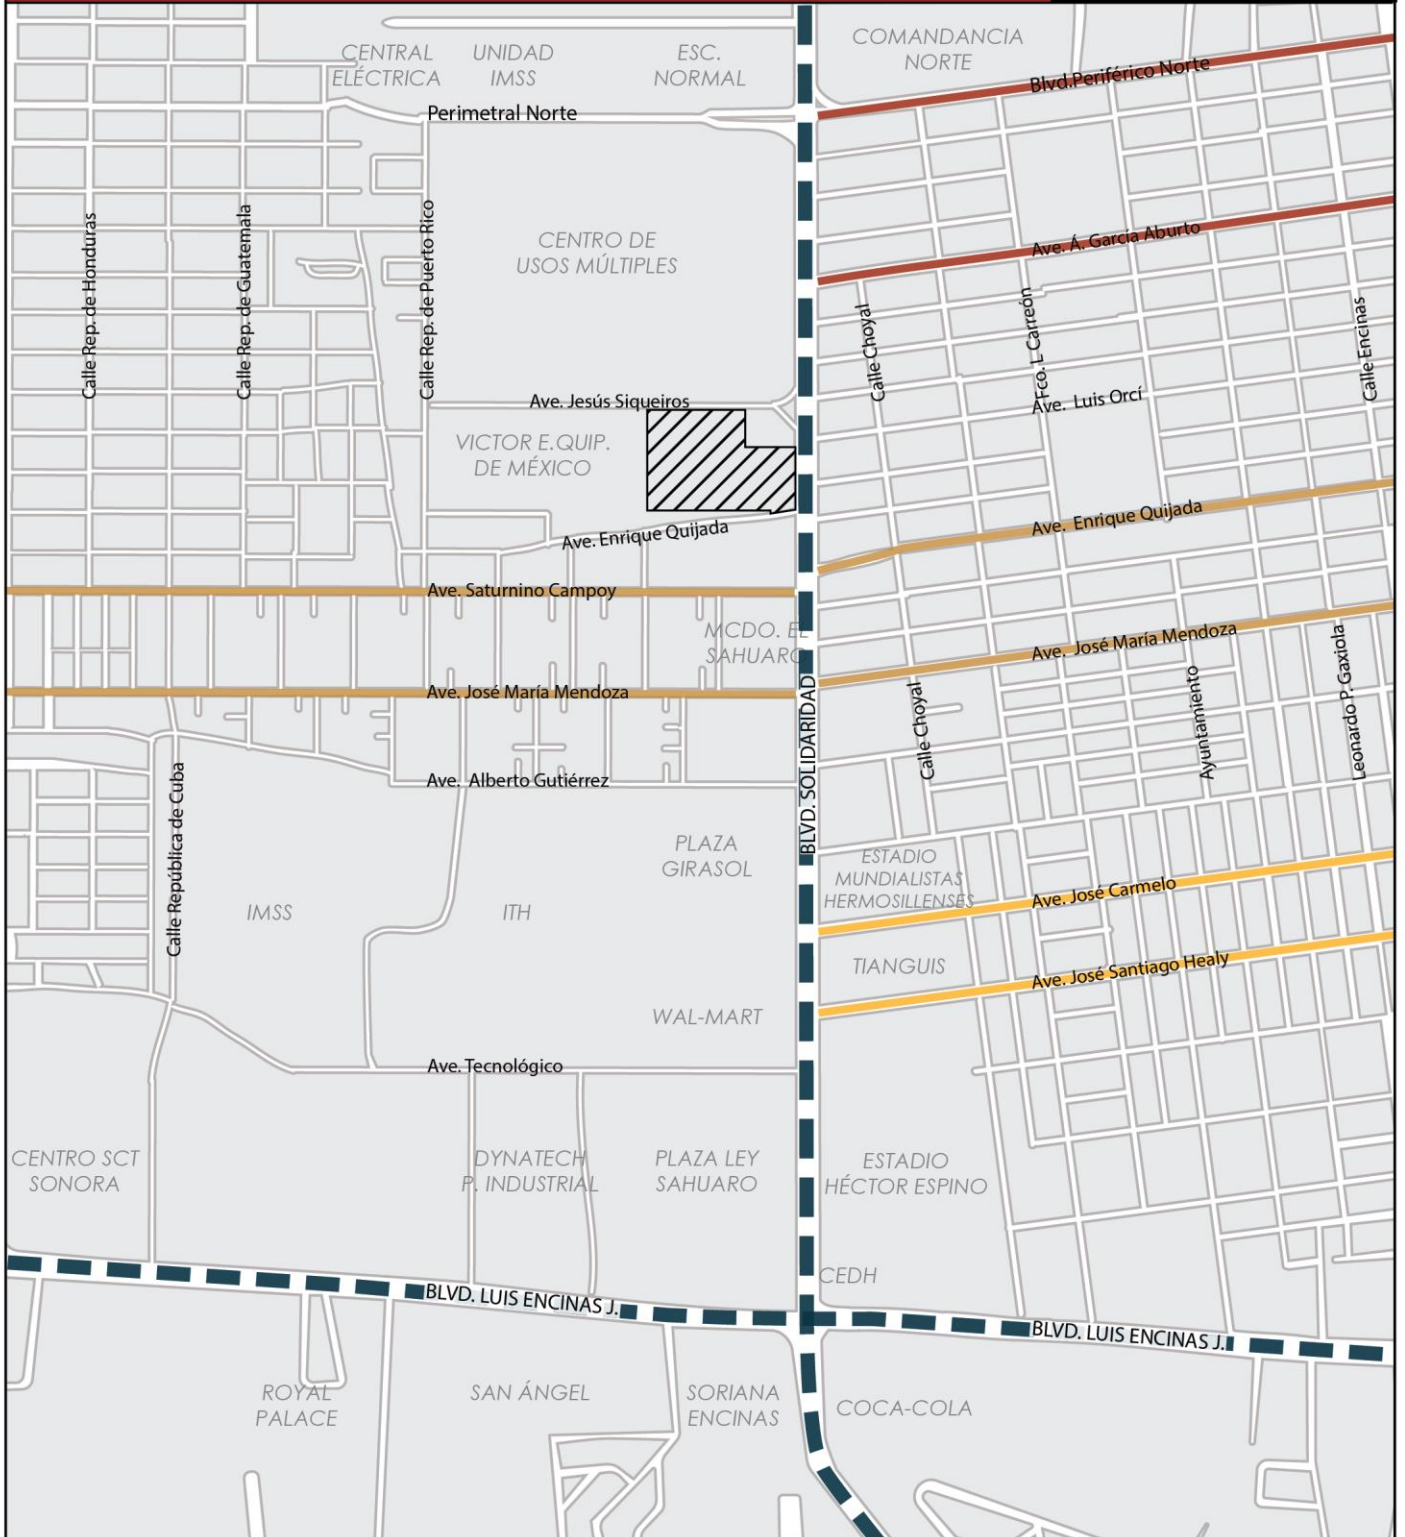 CENTRAL
ELÉCTRICA
UNIDAD
IMSS
ESC.
NORMAL
COMANDANCIA
NORTE
Blvd.Periférico Norte
Perimetral Norte
Calle Rep. de Honduras
Calle Rep. de Guatemala
Calle Rep. de Puerto Rico
CENTRO DE
USOS MÚLTIPLES
Ave. Á. García Aburto
Calle Choyal
Fco. L. Carreón
Calle Encinas
Ave. Jesús Siqueiros
Ave. Luis Orcí
VICTOR E.QUIP.
DE MÉXICO
Ave. Enrique Quijada
Ave. Enrique Quijada
Ave. Saturnino Campoy
MCDO. EL
SAHUARO
Ave. José María Mendoza
Ave. José María Mendoza
BLVD. SOLIDARIDAD
Calle Choyal
Ayuntamiento
Leonardo P. Gaxiola
Ave. Alberto Gutiérrez
Calle República de Cuba
PLAZA
GIRASOL
ESTADIO
MUNDIALISTAS
HERMOSILLENSES
Ave. José Carmelo
IMSS
ITH
TIANGUIS
Ave. José Santiago Healy
WAL-MART
Ave. Tecnológico
CENTRO SCT
SONORA
DYNATECH
P. INDUSTRIAL
PLAZA LEY
SAHUARO
ESTADIO
HÉCTOR ESPINO
CEDH
BLVD. LUIS ENCINAS J.
BLVD. LUIS ENCINAS J.
ROYAL
PALACE
SAN ÁNGEL
SORIANA
ENCINAS
COCA-COLA